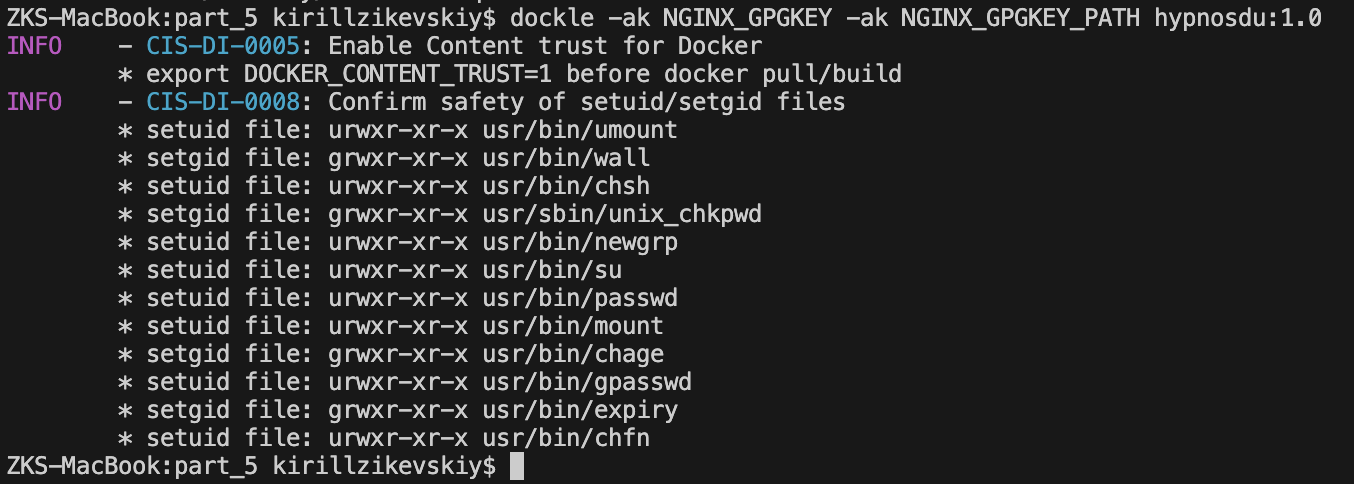 ZKS-MacBook:part_5 kirillzikevskiy$ dockle -ak NGINX_GPGKEY -ak NGINX_GPGKEY_PATH hypnosdu:1.0
INFO    - CIS-DI-0005: Enable Content trust for Docker
        * export DOCKER_CONTENT_TRUST=1 before docker pull/build
INFO    - CIS-DI-0008: Confirm safety of setuid/setgid files
        * setuid file: urwxr-xr-x usr/bin/umount
        * setgid file: grwxr-xr-x usr/bin/wall
        * setuid file: urwxr-xr-x usr/bin/chsh
        * setgid file: grwxr-xr-x usr/sbin/unix_chkpwd
        * setuid file: urwxr-xr-x usr/bin/newgrp
        * setuid file: urwxr-xr-x usr/bin/su
        * setuid file: urwxr-xr-x usr/bin/passwd
        * setuid file: urwxr-xr-x usr/bin/mount
        * setgid file: grwxr-xr-x usr/bin/chage
        * setuid file: urwxr-xr-x usr/bin/gpasswd
        * setgid file: grwxr-xr-x usr/bin/expiry
        * setuid file: urwxr-xr-x usr/bin/chfn
ZKS-MacBook:part_5 kirillzikevskiy$